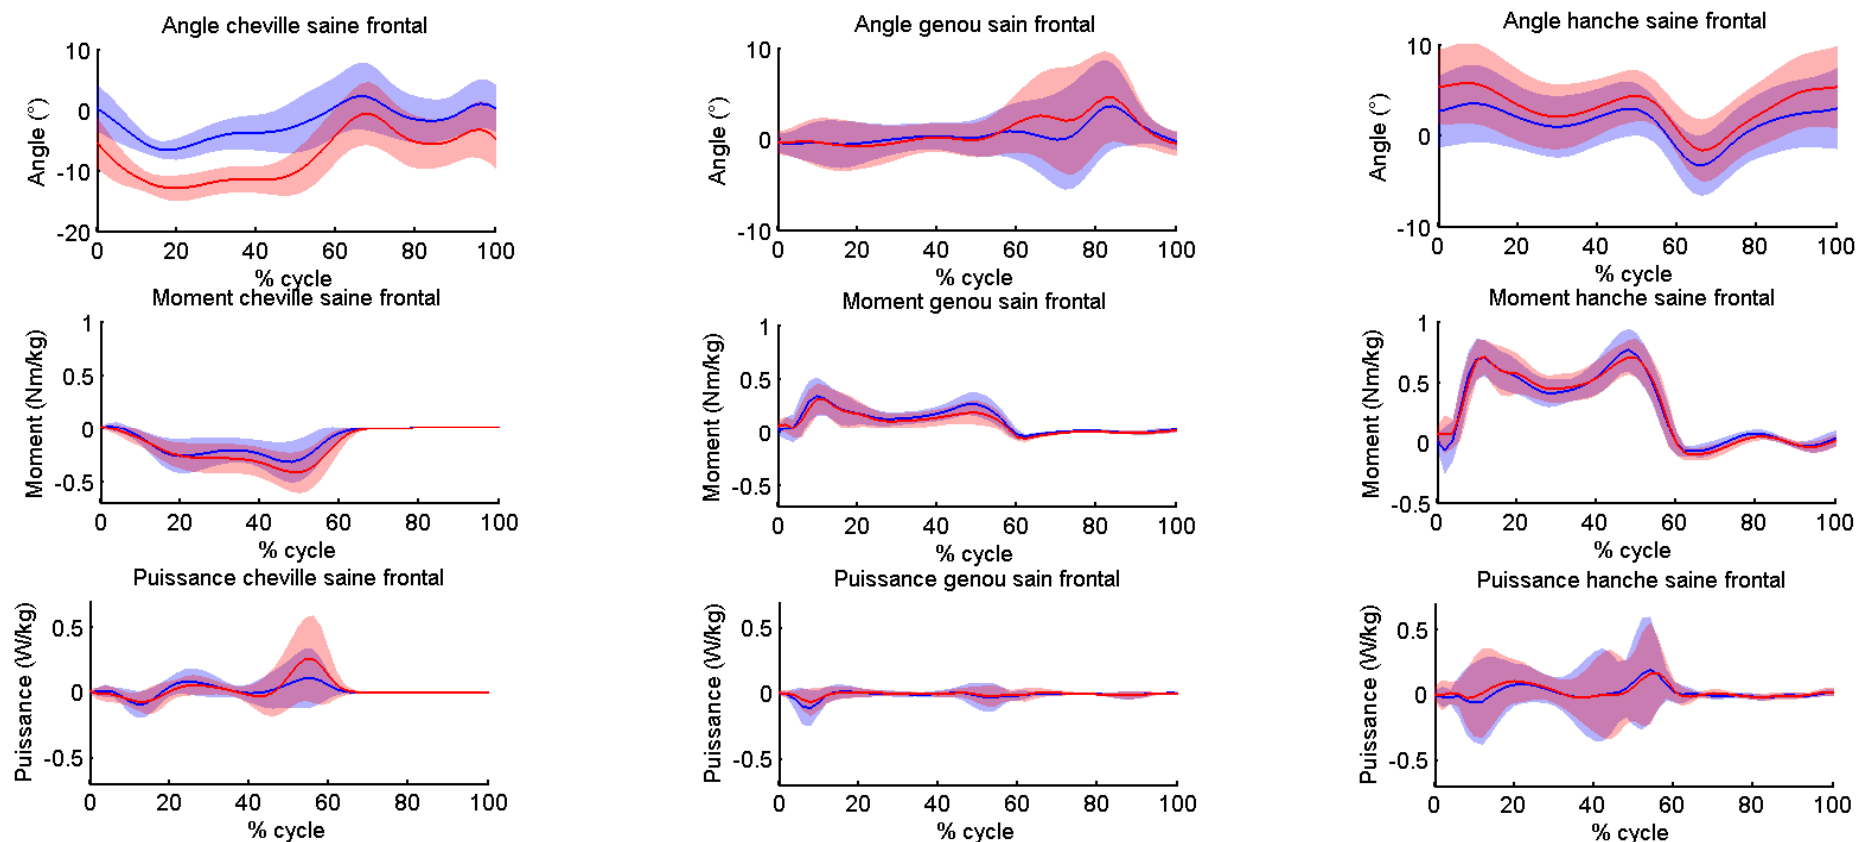 Angle cheville saine frontal
Angle (°)
10
0
-10
-20
0 20 40 60 80 100
% cycle
Angle genou sain frontal
Angle (°)
10
0
-10
0 20 40 60 80 100
% cycle
Angle hanche saine frontal
Angle (°)
10
0
-10
0 20 40 60 80 100
% cycle
Moment cheville saine frontal
Moment (Nm/kg)
1
0.5
0
-0.5
0 20 40 60 80 100
% cycle
Moment genou sain frontal
Moment (Nm/kg)
1
0.5
0
-0.5
0 20 40 60 80 100
% cycle
Moment hanche saine frontal
Moment (Nm/kg)
1
0.5
0
-0.5
0 20 40 60 80 100
% cycle
Puissance cheville saine frontal
Puissance (W/kg)
0.5
0
-0.5
0 20 40 60 80 100
% cycle
Puissance genou sain frontal
Puissance (W/kg)
0.5
0
-0.5
0 20 40 60 80 100
% cycle
Puissance hanche saine frontal
Puissance (W/kg)
0.5
0
-0.5
0 20 40 60 80 100
% cycle